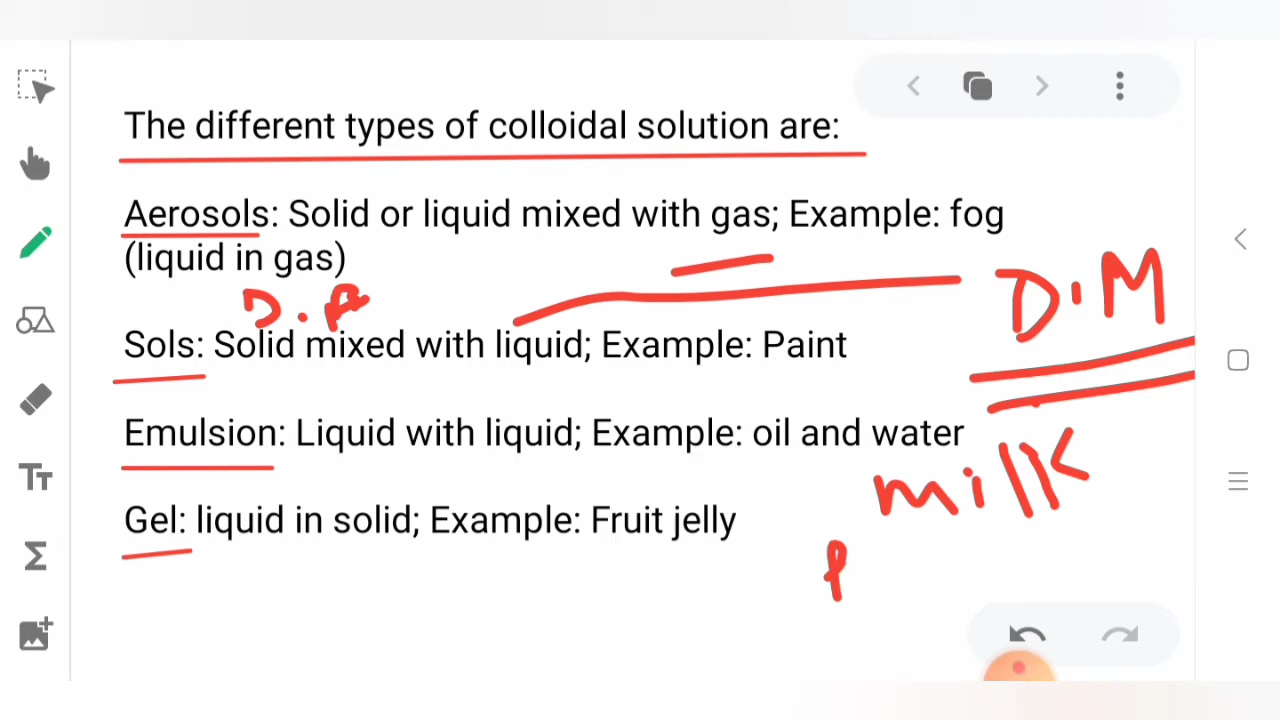 The different types of colloidal solution are:
Aerosols: Solid or liquid mixed with gas; Example: fog
(liquid in gas)
D.P
D.M
Sols: Solid mixed with liquid; Example: Paint
Emulsion: Liquid with liquid; Example: oil and water
milk
Gel: liquid in solid; Example: Fruit jelly
P